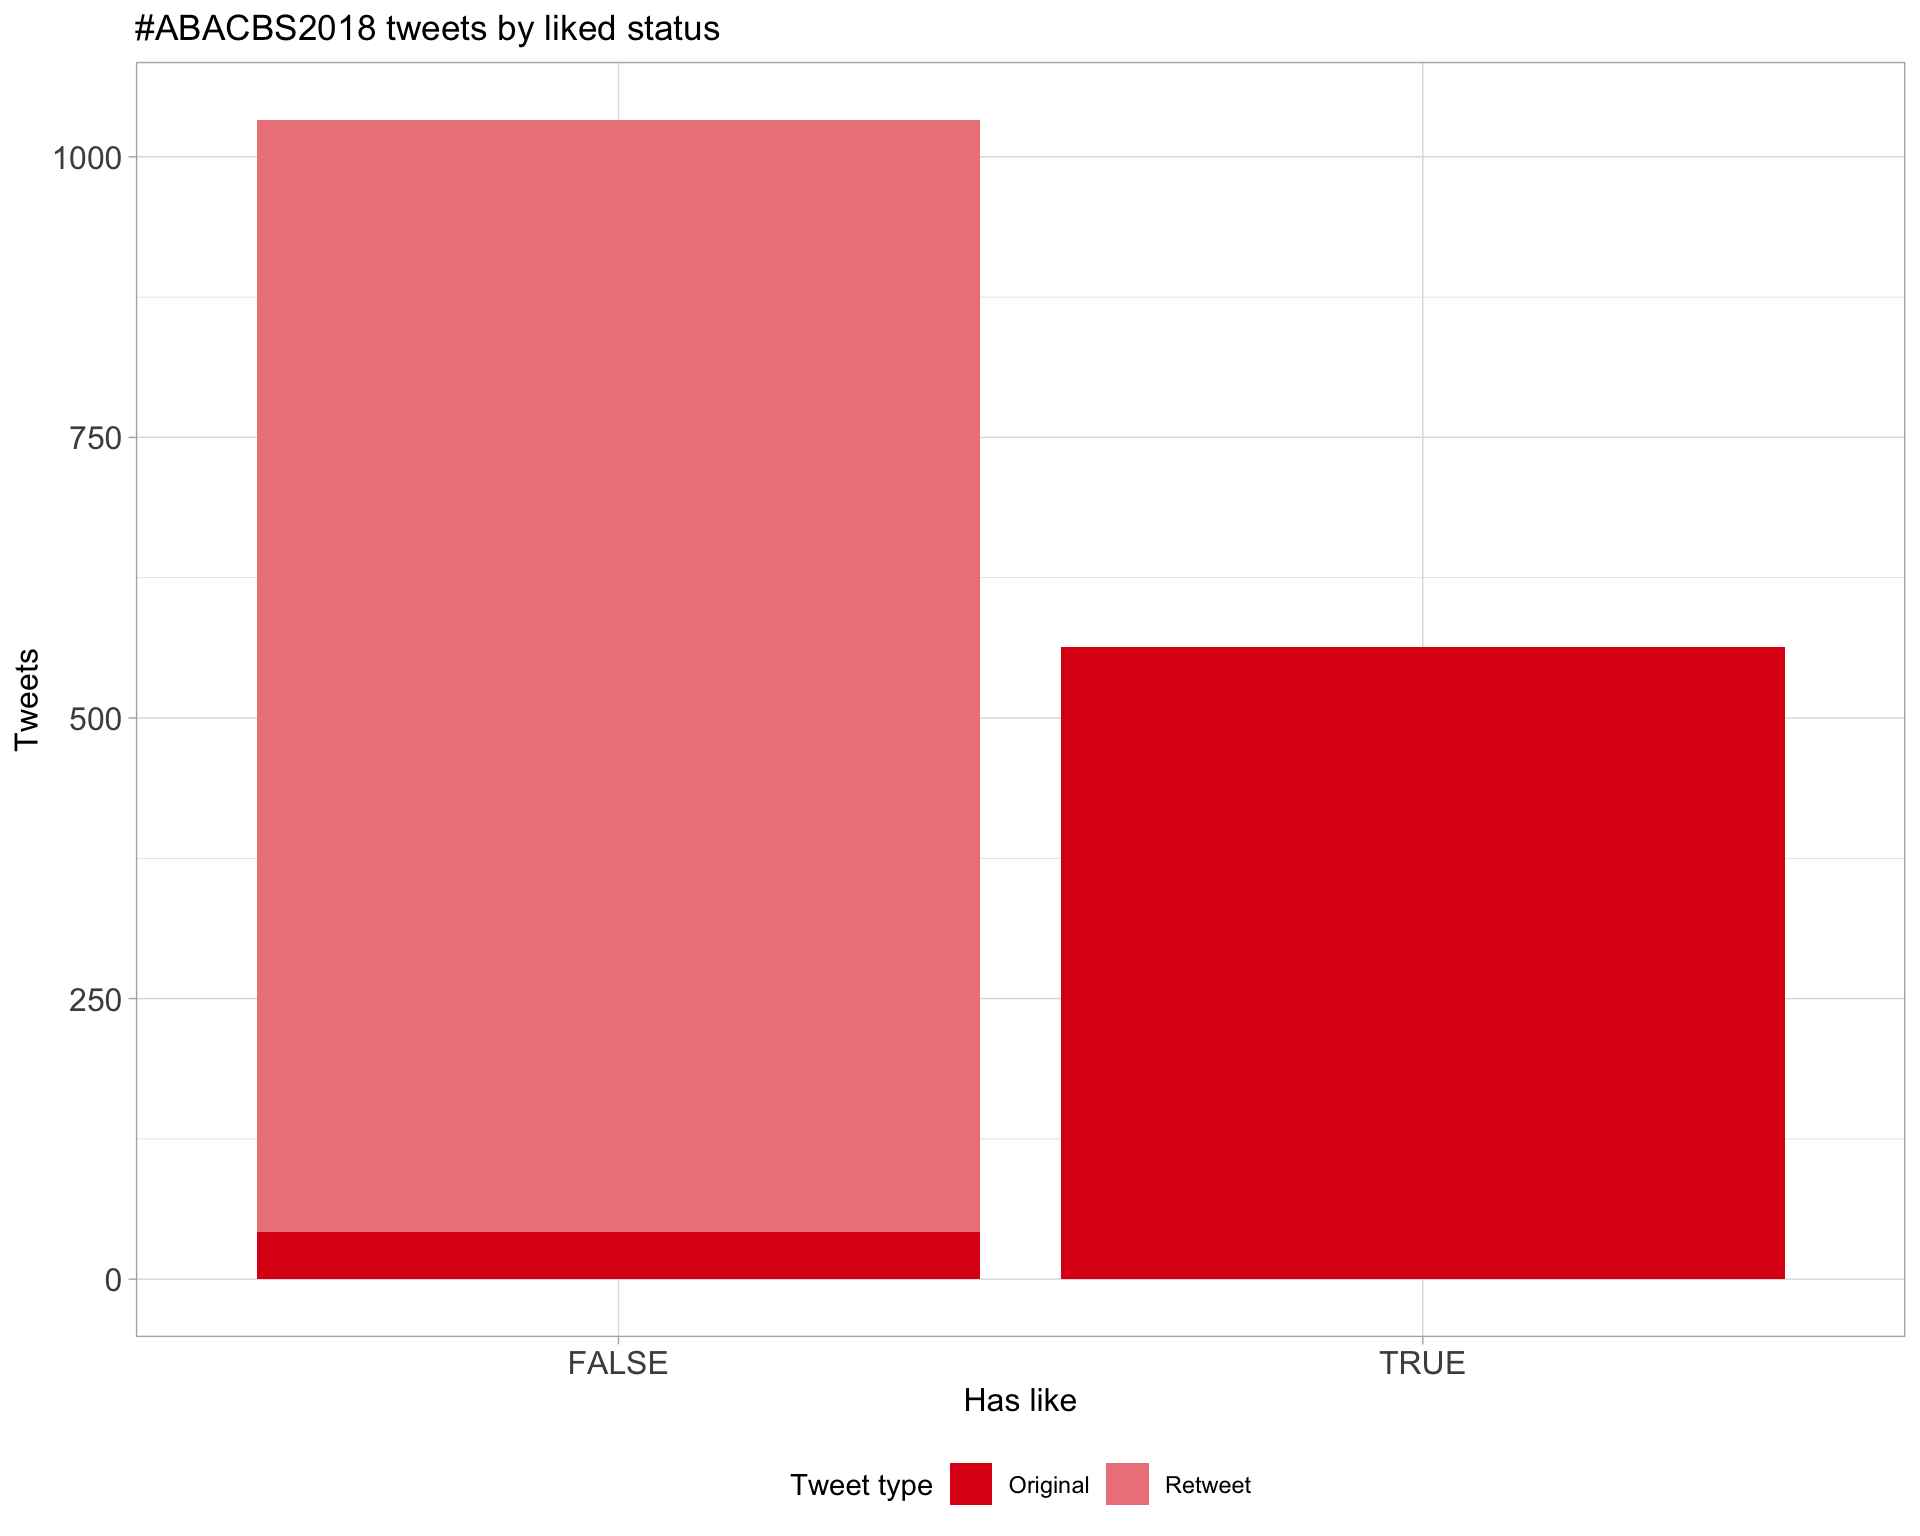 #ABACBS2018 tweets by liked status
1000
750
500
250
0
Tweets
FALSE
TRUE
Has like
Tweet type
Original
Retweet